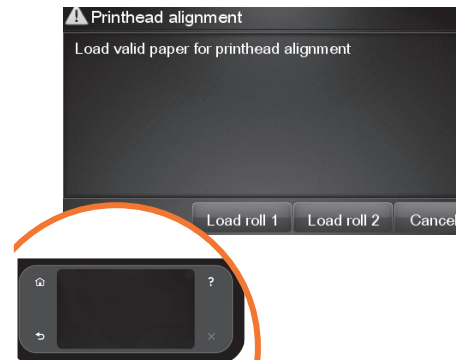 Printhead alignment
Load valid paper for printhead alignment
Load roll 1 Load roll 2 Cancel
?